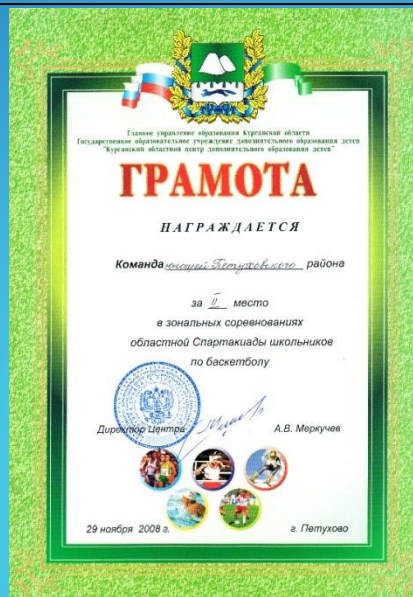 Главное управление образования Курганской области
Государственное образовательное учреждение дополнительного образования детей
"Курганский областной центр дополнительного образования детей"
ГРАМОТА
НАГРАЖДАЕТСЯ
Команда юношей Петуховского района
за II место
в зональных соревнованиях
областной Спартакиады школьников
по баскетболу
Директор Центра А.В. Меркучев
29 ноября 2008 г. г. Петухово